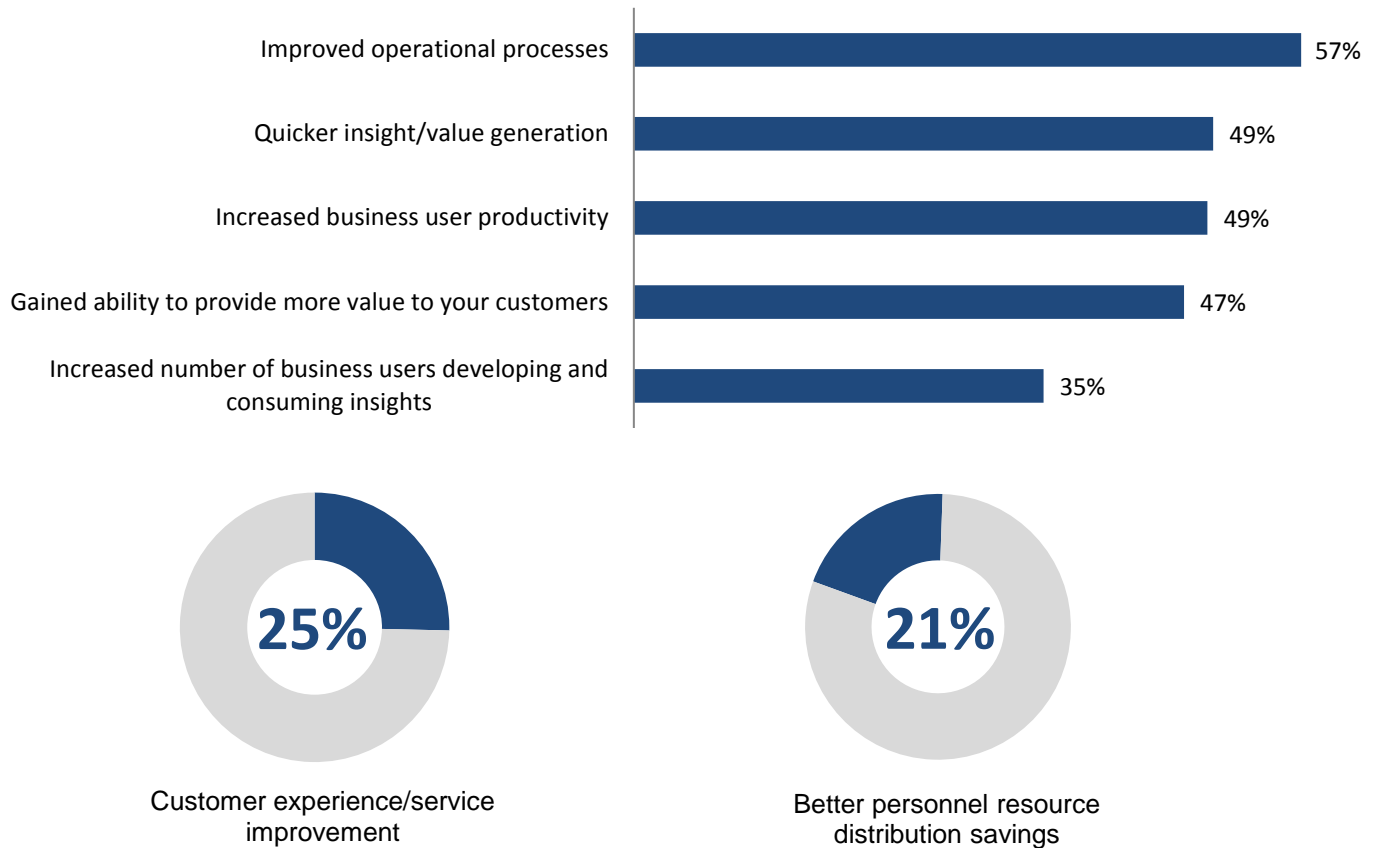 Improved operational processes
57%
Quicker insight/value generation
49%
Increased business user productivity
49%
Gained ability to provide more value to your customers
47%
Increased number of business users developing and
consuming insights
35%
25%
Customer experience/service
improvement
21%
Better personnel resource
distribution savings